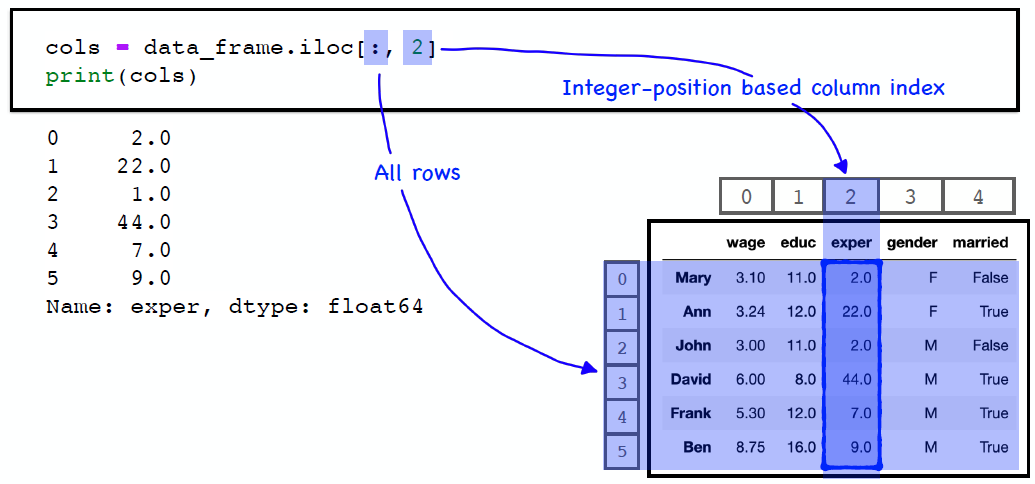 cols = data_frame.iloc[:, 2]
print(cols)
Integer-position based column index
0 2.0
1 22.0
2 1.0
3 44.0
4 7.0
5 9.0
Name: exper, dtype: float64
All rows
0 1 2 3 4
wage educ exper gender married
0 Mary 3.10 11.0 2.0 F False
1 Ann 3.24 12.0 22.0 F True
2 John 3.00 11.0 2.0 M False
3 David 6.00 8.0 44.0 M True
4 Frank 5.30 12.0 7.0 M True
5 Ben 8.75 16.0 9.0 M True